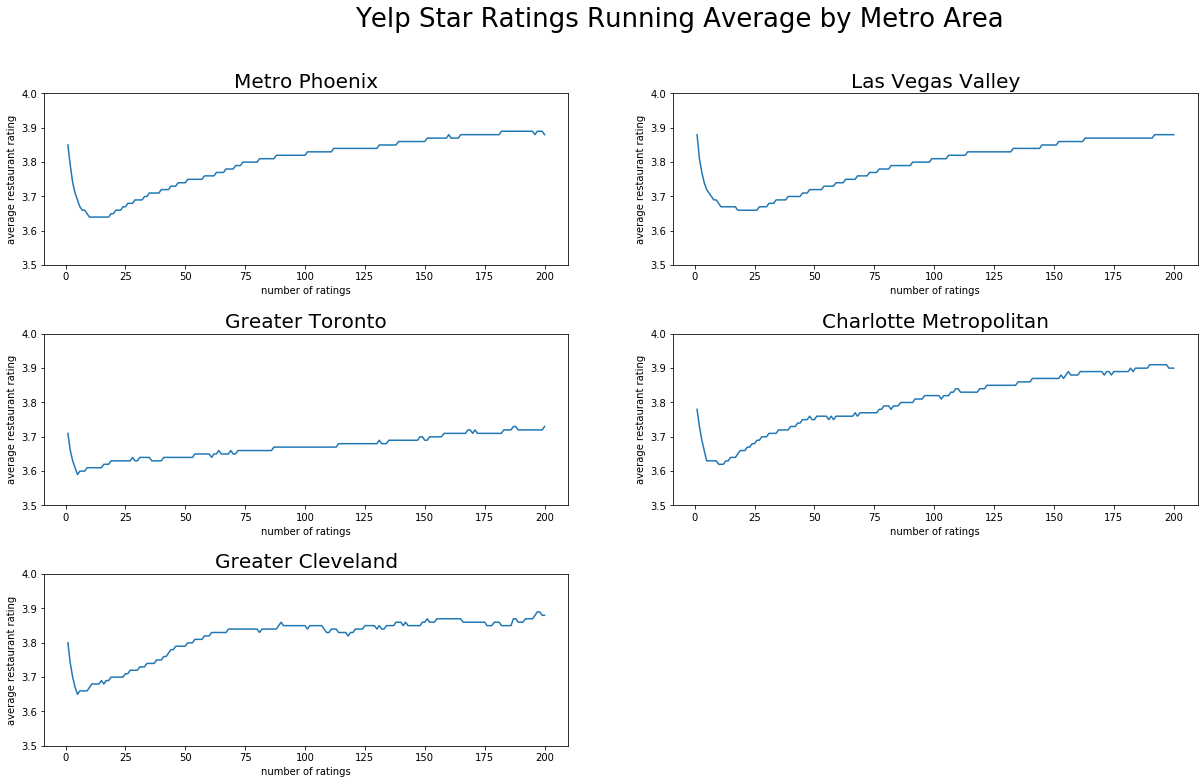 Yelp Star Ratings Running Average by Metro Area
Metro Phoenix
4.0
3.9
3.8
3.7
3.6
3.5
average restaurant rating
0 25 50 75 100 125 150 175 200
number of ratings
Las Vegas Valley
4.0
3.9
3.8
3.7
3.6
3.5
average restaurant rating
0 25 50 75 100 125 150 175 200
number of ratings
Greater Toronto
4.0
3.9
3.8
3.7
3.6
3.5
average restaurant rating
0 25 50 75 100 125 150 175 200
number of ratings
Charlotte Metropolitan
4.0
3.9
3.8
3.7
3.6
3.5
average restaurant rating
0 25 50 75 100 125 150 175 200
number of ratings
Greater Cleveland
4.0
3.9
3.8
3.7
3.6
3.5
average restaurant rating
0 25 50 75 100 125 150 175 200
number of ratings